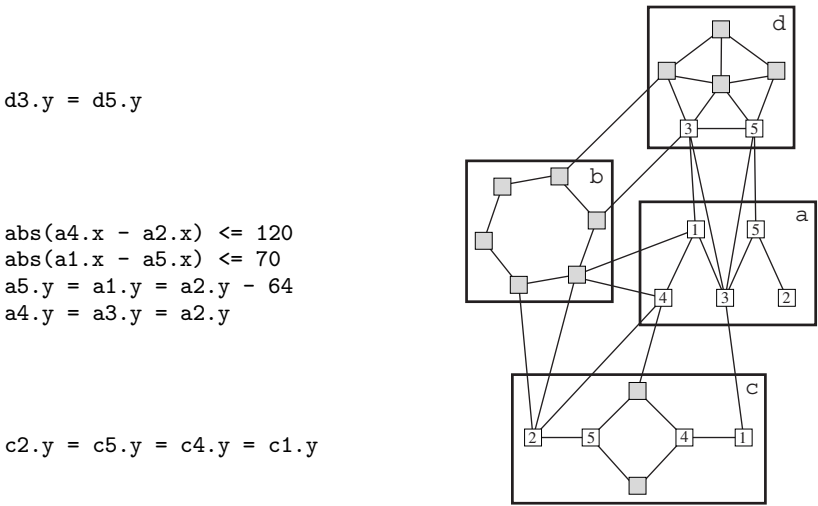 d
d3.y = d5.y
3 5
b
a
abs(a4.x - a2.x) <= 120
abs(a1.x - a5.x) <= 70
a5.y = a1.y = a2.y - 64
a4.y = a3.y = a2.y
1 5
4 3 2
c
c2.y = c5.y = c4.y = c1.y
2 5 4 1